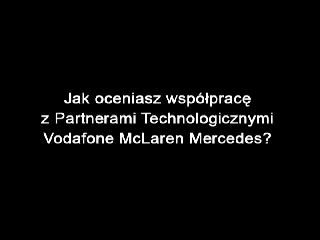 Jak oceniasz współpracę
z Partnerami Technologicznymi
Vodafone McLaren Mercedes?